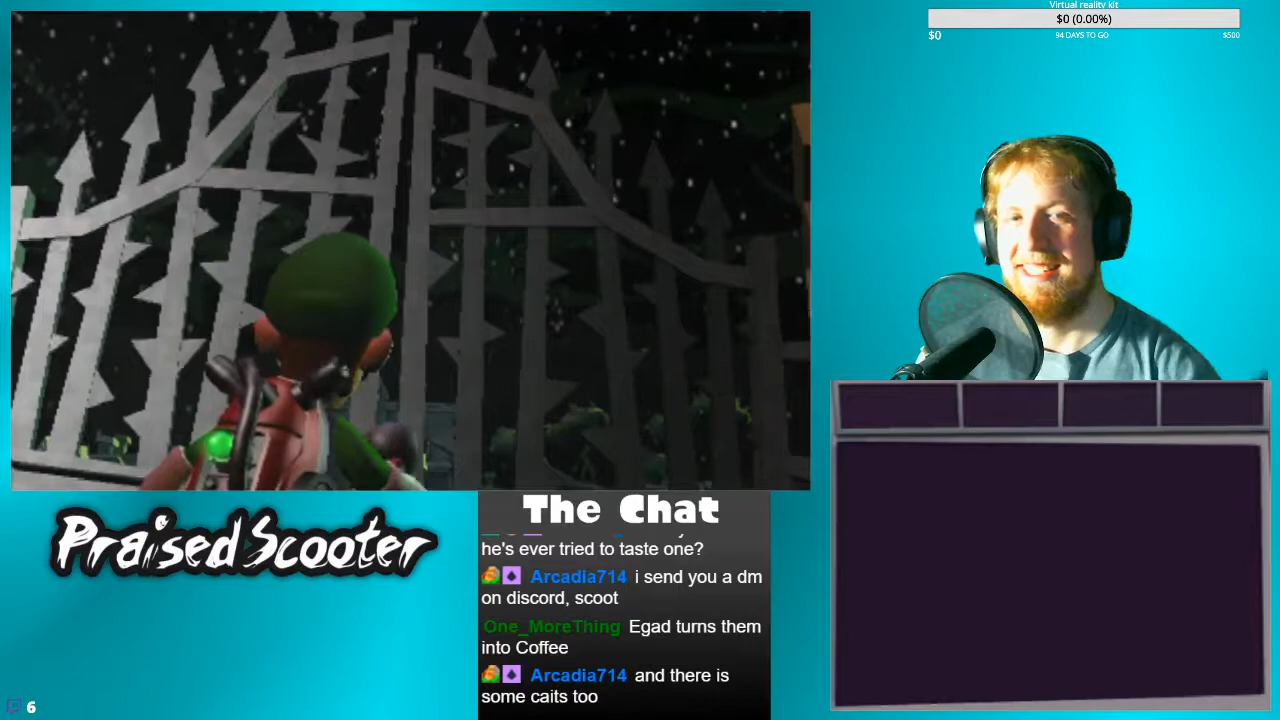 Virtual reality kit
$0 (0.00%)
$0 94 DAYS TO GO $500
Praised Scooter
The Chat
he's ever tried to taste one?
Arcadia714 i send you a dm
on discord, scoot
One_MoreThing Egad turns them
into Coffee
Arcadia714 and there is
some caits too
6